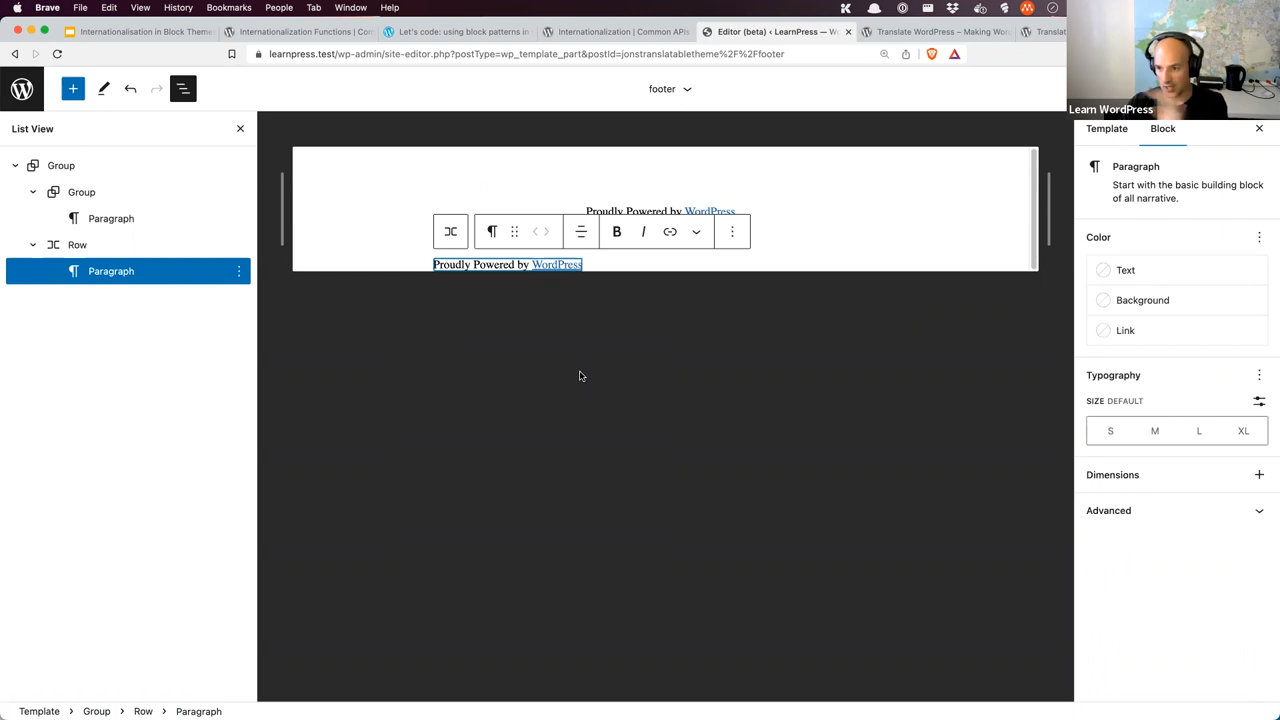 Brave File Edit View History Bookmarks People Tab Window Help
Internationalisation in Block Them
Internationalization Functions | Com
Let's code: using block patterns in
Internationalization | Common APIs
Editor (beta) ‹ LearnPress — W
Translate WordPress – Making Wor
Translat
learnpress.test/wp-admin/site-editor.php?postType=wp_template_part&postId=jonstranslatabletheme%2F%2Ffooter
footer
Learn WordPress
List View
Template Block
Group
Group
Paragraph
Row
Paragraph
Proudly Powered by WordPress
Proudly Powered by WordPress
B I
Paragraph
Start with the basic building block
of all narrative.
Color
Text
Background
Link
Typography
SIZE DEFAULT
S M L XL
Dimensions
Advanced
Template > Group > Row > Paragraph